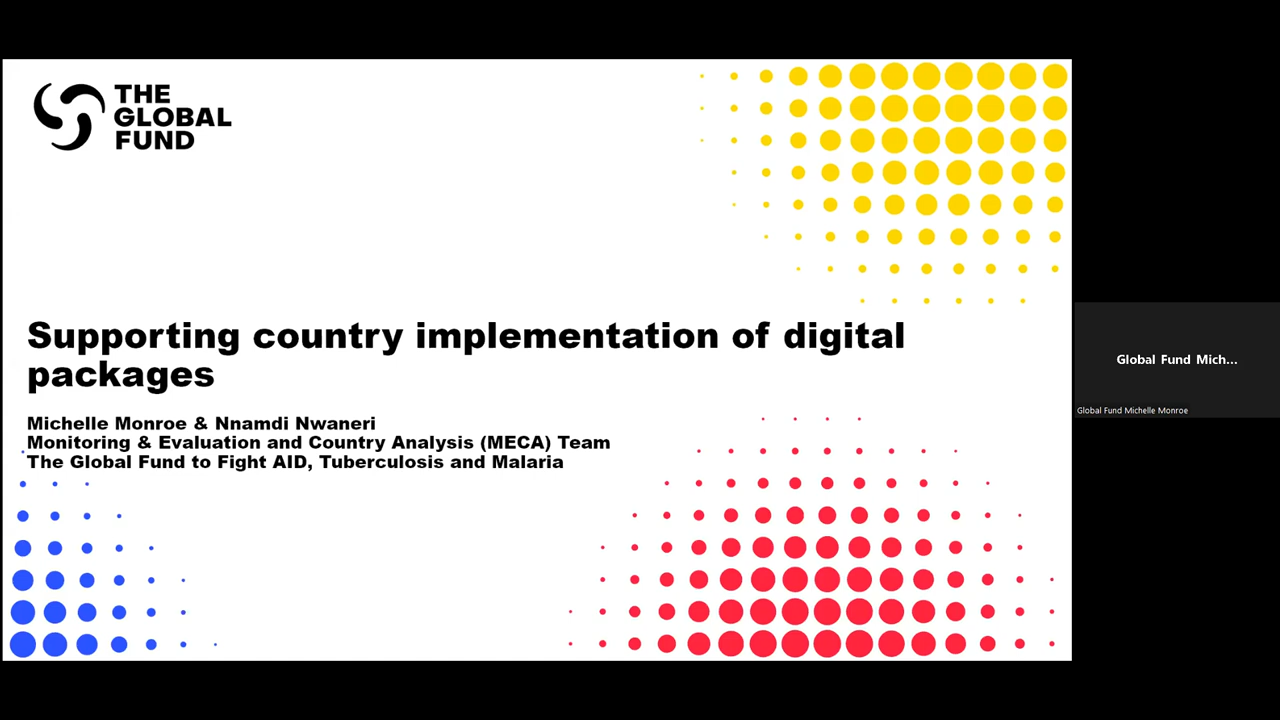 THE
GLOBAL
FUND
Supporting country implementation of digital
packages
Michelle Monroe & Nnamdi Nwaneri
Monitoring & Evaluation and Country Analysis (MECA) Team
The Global Fund to Fight AID, Tuberculosis and Malaria
Global Fund Mich...
Global Fund Michelle Monroe